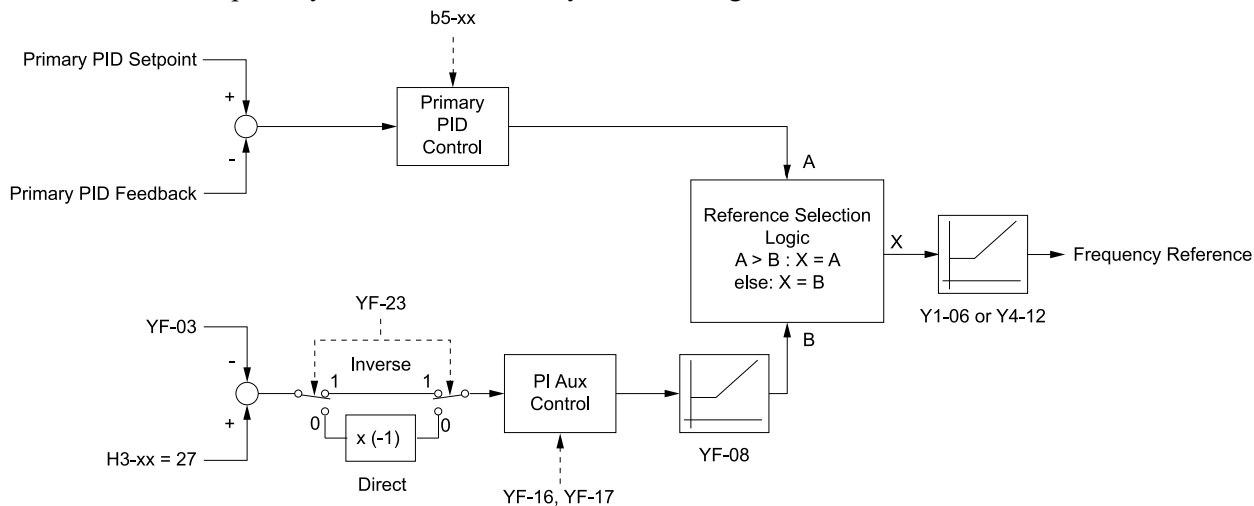 b5-xx
Primary PID Setpoint
+
Primary
PID
Control
-
A
Primary PID Feedback
Reference Selection
Logic
A > B : X = A
else: X = B
X
Frequency Reference
Y1-06 or Y4-12
B
YF-23
YF-03
-
Inverse
1
1
PI Aux
Control
+
0
x (-1)
0
H3-xx = 27
Direct
YF-08
YF-16, YF-17